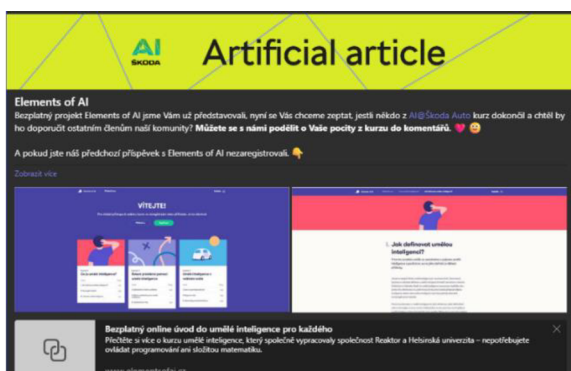 AI
ŠKODA
Artificial article
Elements of AI
Bezplatný projekt Elements of AI jsme Vám už představovali, nyní se Vás chceme zeptat, jestli někdo z AI@Škoda Auto kurz dokončil a chtěl by
ho doporučit ostatním členům naší komunity? Můžete se s námi podělit o Vaše pocity z kurzu do komentářů.
A pokud jste náš předchozí příspěvek s Elements of AI nezaregistrovali.
Zobrazit více
VÍTEJTE!
1. Jak definovat umělou
inteligenci?
Bezplatný online úvod do umělé inteligence pro každého
Přečtěte si více o kurzu umělé inteligence, který společně vypracovaly společnost Reaktor a Helsinská univerzita – nepotřebujete
ovládat programování ani složitou matematiku.